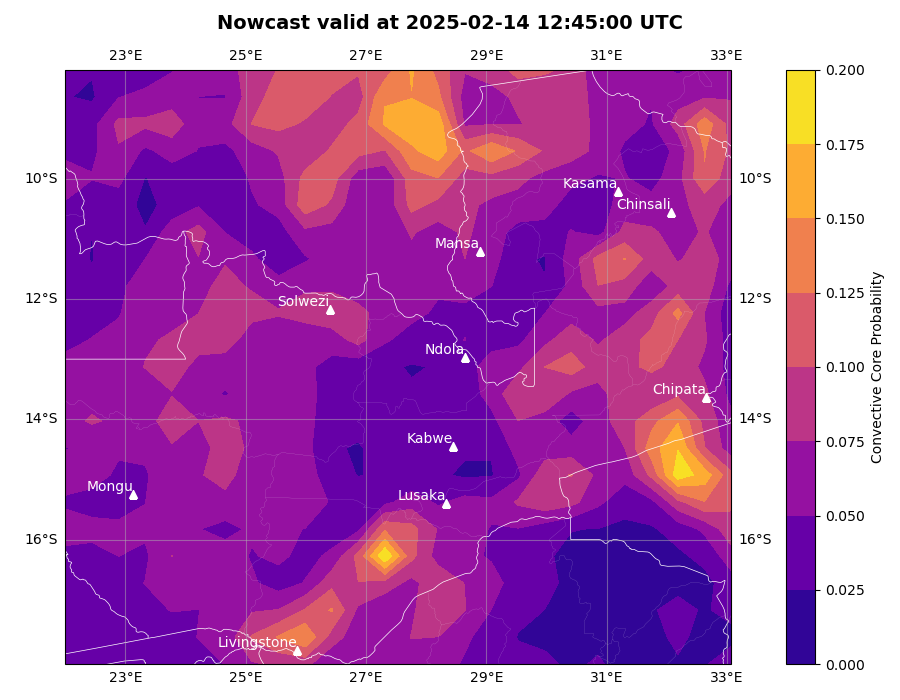 Nowcast valid at 2025-02-14 12:45:00 UTC
23°E 25°E 27°E 29°E 31°E 33°E
0.200
0.175
10°S Kasama 10°S
Chinsali
0.150
Mansa
12°S 12°S
0.125
Solwezi
Ndola
0.100
Chipata
14°S 14°S
Kabwe
0.075
Mongu
Lusaka
0.050
16°S 16°S
0.025
Livingstone
0.000
23°E 25°E 27°E 29°E 31°E 33°E
Convective Core Probability